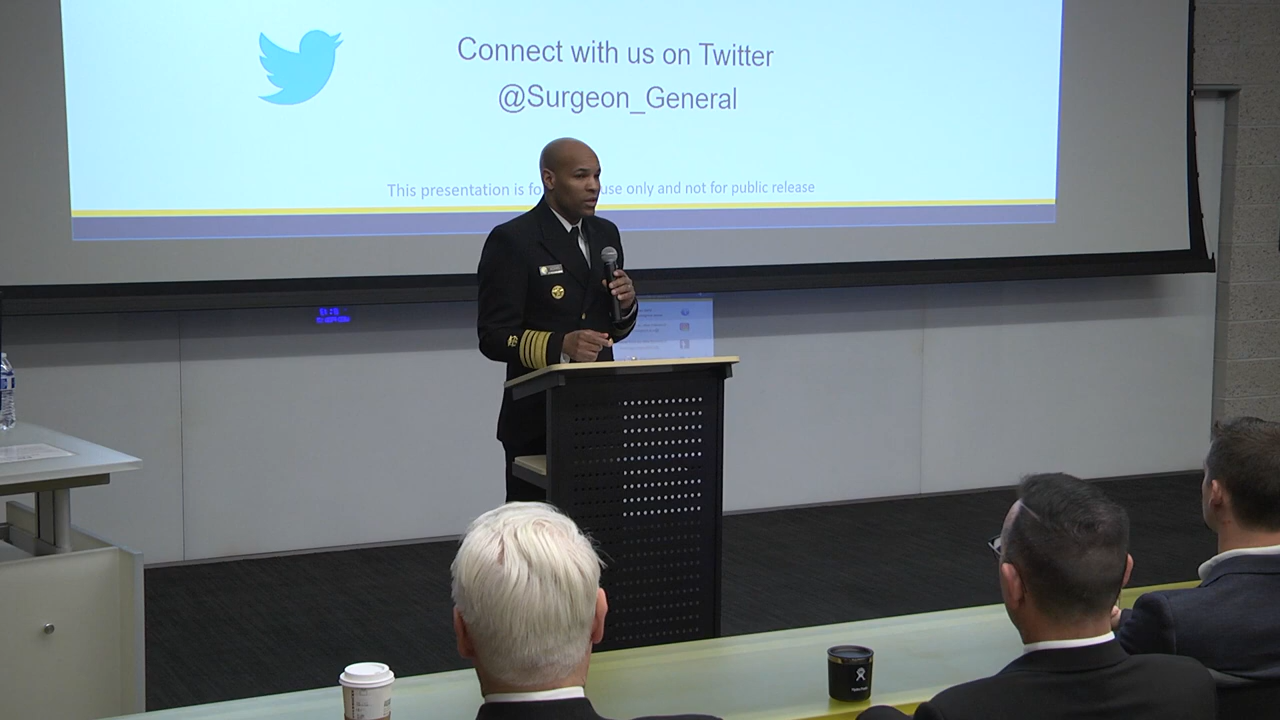 Connect with us on Twitter
@Surgeon_General
This presentation is fo use only and not for public release